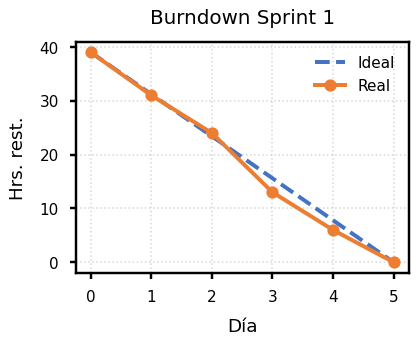 Burndown Sprint 1
Hrs. rest.
40
30
20
10
0
Ideal
Real
0 1 2 3 4 5
Día